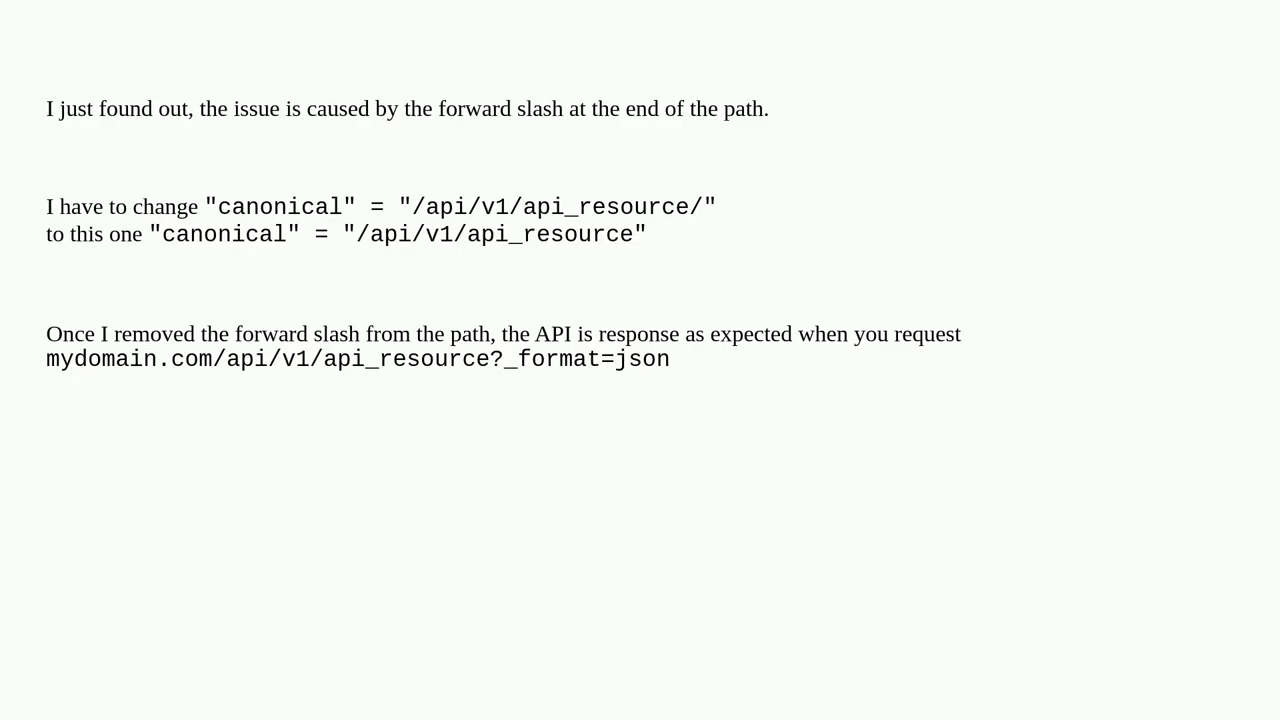 I just found out, the issue is caused by the forward slash at the end of the path.
I have to change "canonical" = "/api/v1/api_resource/"
to this one "canonical" = "/api/v1/api_resource"
Once I removed the forward slash from the path, the API is response as expected when you request
mydomain.com/api/v1/api_resource?_format=json